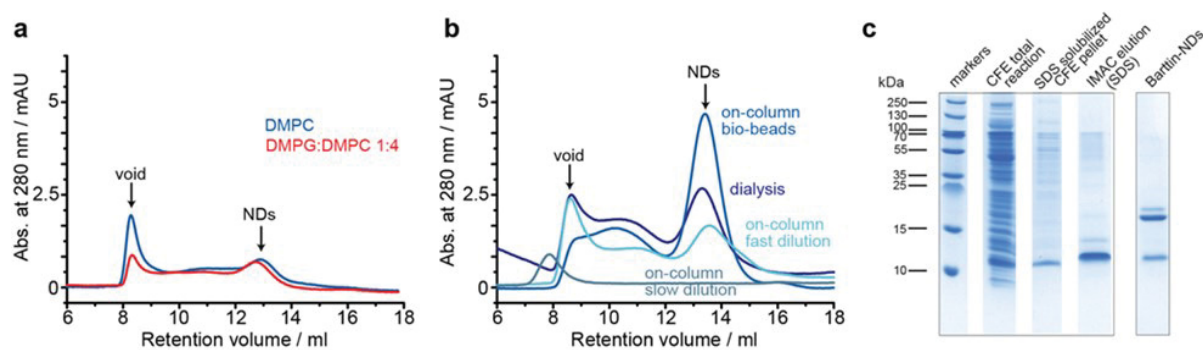 a
Abs. at 280 nm / mAU
5
2.5
0
DMPC
DMPG:DMPC 1:4
void
NDs
6 8 10 12 14 16 18
Retention volume / ml
b
Abs. at 280 nm / mAU
5
2.5
0
NDs
on-column
bio-beads
void
dialysis
on-column
fast dilution
on-column
slow dilution
6 8 10 12 14 16 18
Retention volume / ml
c
markers
CFE total
reaction
SDS solubilized
CFE pellet
IMAC elution
(SDS)
Barttin-NDs
kDa
250
130
100
70
55
35
25
15
10